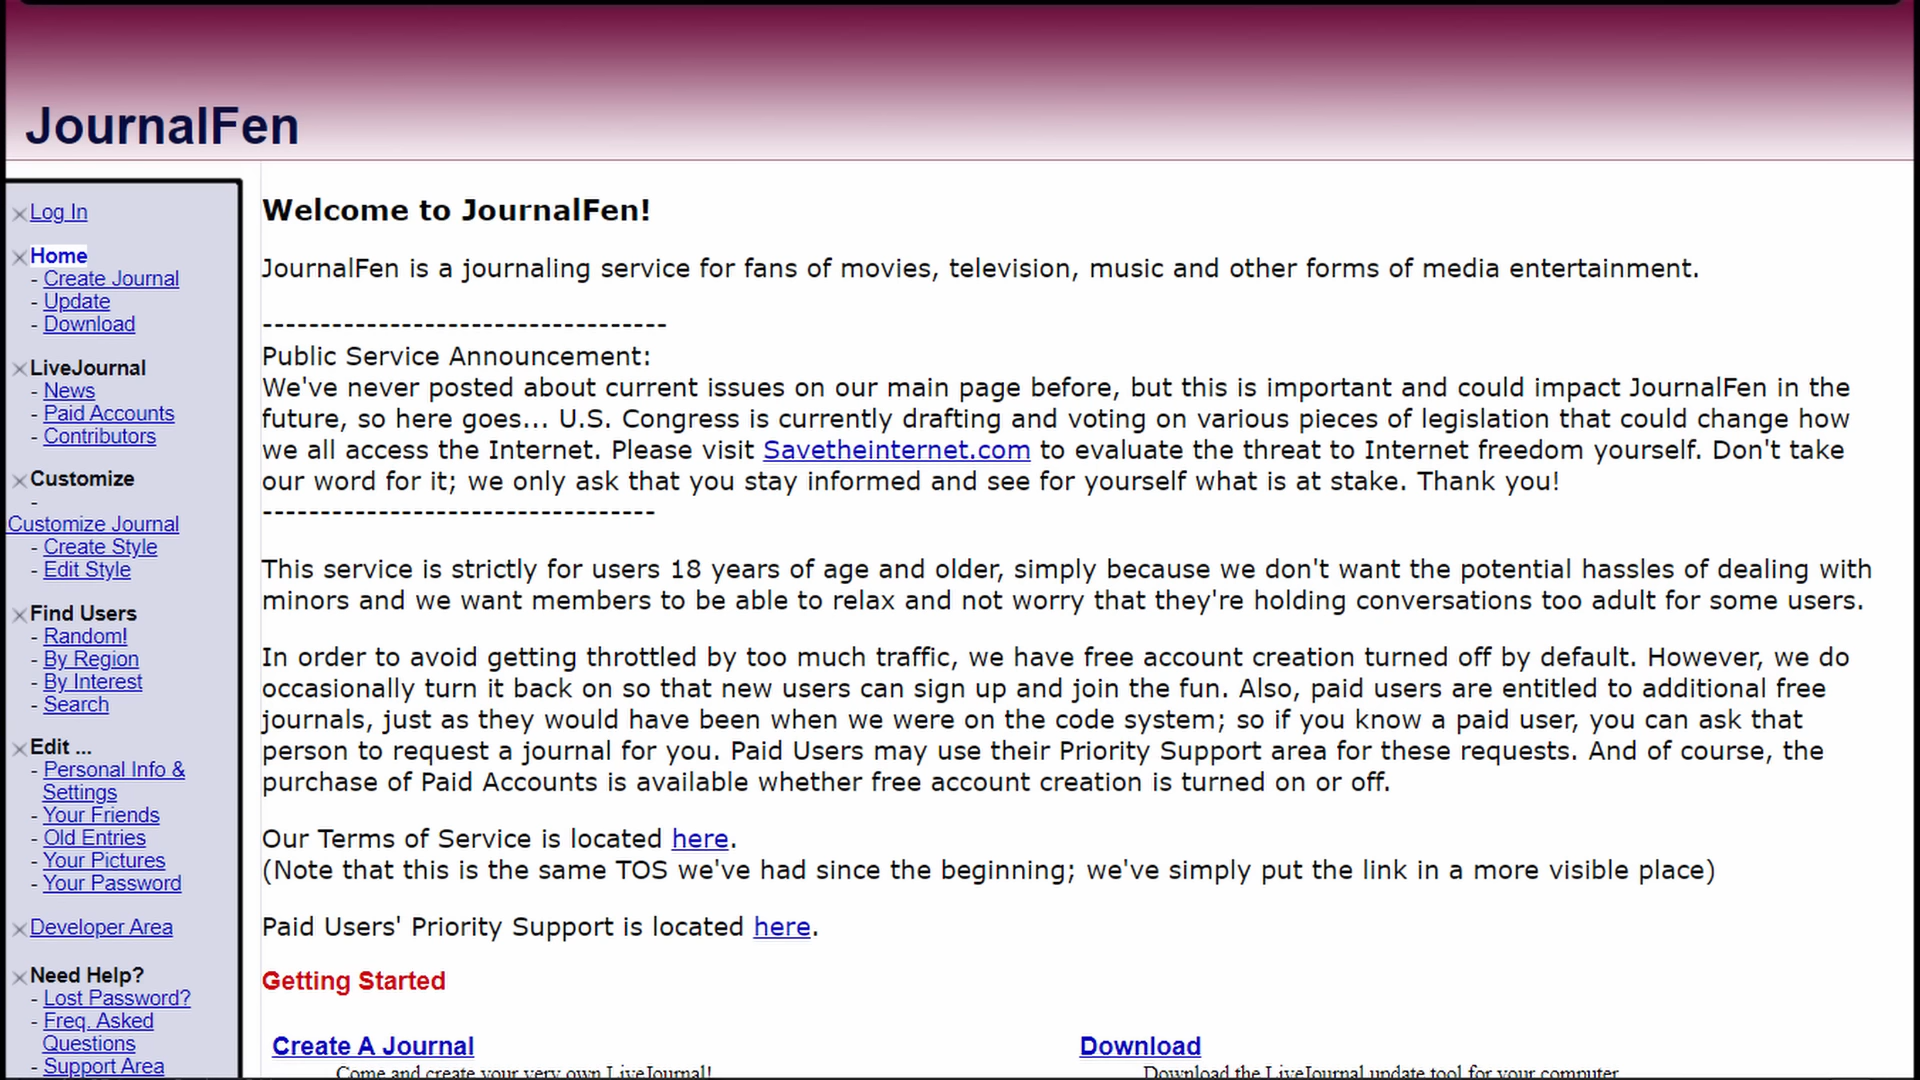 JournalFen
Log In
Home
- Create Journal
- Update
- Download
LiveJournal
- News
- Paid Accounts
- Contributors
Customize
-
Customize Journal
- Create Style
- Edit Style
Find Users
- Random!
- By Region
- By Interest
- Search
Edit ...
- Personal Info &
Settings
- Your Friends
- Old Entries
- Your Pictures
- Your Password
Developer Area
Need Help?
- Lost Password?
- Freq. Asked
Questions
- Support Area
Welcome to JournalFen!
JournalFen is a journaling service for fans of movies, television, music and other forms of media entertainment.
-----------------------------------
Public Service Announcement:
We've never posted about current issues on our main page before, but this is important and could impact JournalFen in the
future, so here goes... U.S. Congress is currently drafting and voting on various pieces of legislation that could change how
we all access the Internet. Please visit Savetheinternet.com to evaluate the threat to Internet freedom yourself. Don't take
our word for it; we only ask that you stay informed and see for yourself what is at stake. Thank you!
----------------------------------
This service is strictly for users 18 years of age and older, simply because we don't want the potential hassles of dealing with
minors and we want members to be able to relax and not worry that they're holding conversations too adult for some users.
In order to avoid getting throttled by too much traffic, we have free account creation turned off by default. However, we do
occasionally turn it back on so that new users can sign up and join the fun. Also, paid users are entitled to additional free
journals, just as they would have been when we were on the code system; so if you know a paid user, you can ask that
person to request a journal for you. Paid Users may use their Priority Support area for these requests. And of course, the
purchase of Paid Accounts is available whether free account creation is turned on or off.
Our Terms of Service is located here.
(Note that this is the same TOS we've had since the beginning; we've simply put the link in a more visible place)
Paid Users' Priority Support is located here.
Getting Started
Create A Journal
Come and create your very own LiveJournal!
Download
Download the LiveJournal update tool for your computer